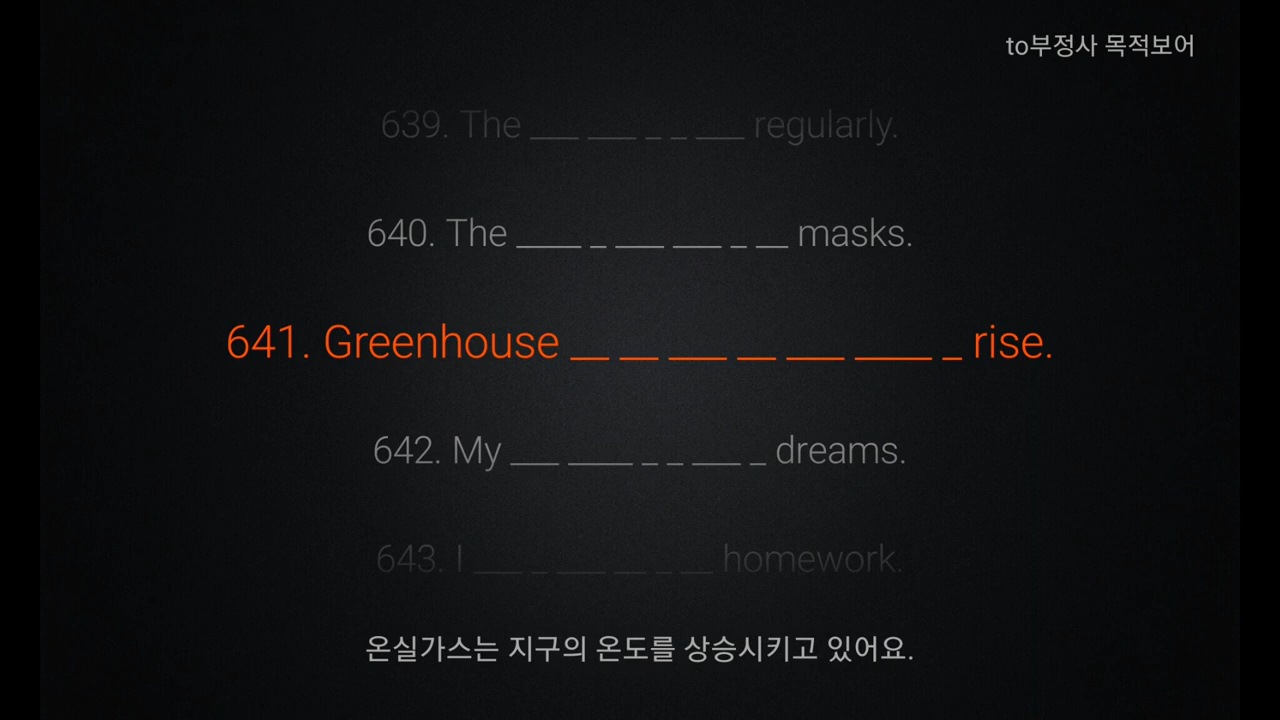 to부정사 목적보어
639. The ___ ___ _ _ ___ regularly.
640. The ____ _ ___ ___ _ __ masks.
641. Greenhouse __ __ ___ __ ___ ____ _ rise.
642. My ___ ____ _ _ ___ _ dreams.
643. I ___ _ ___ __ _ __ homework.
온실가스는 지구의 온도를 상승시키고 있어요.